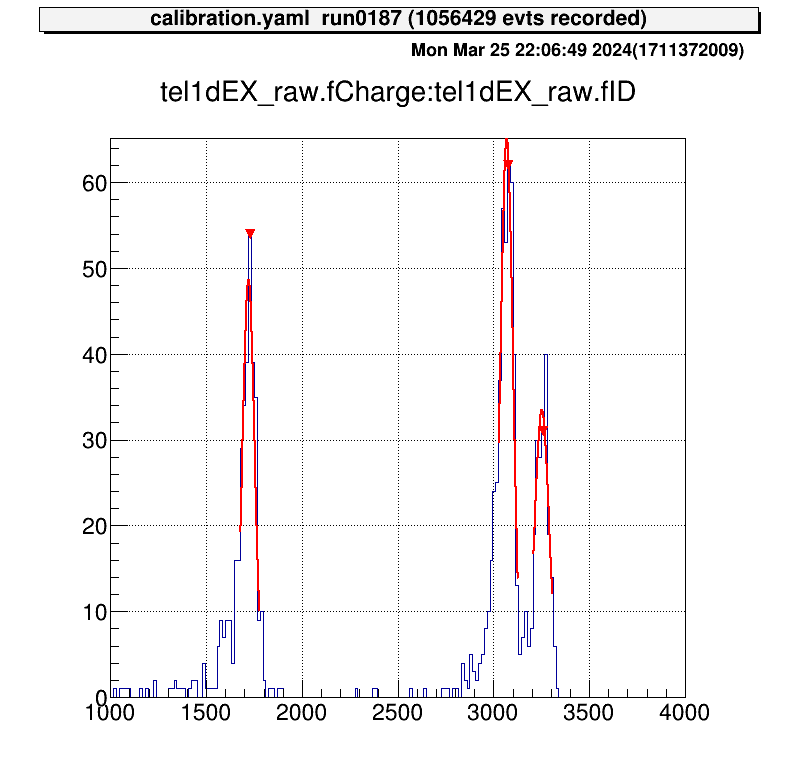 calibration.yaml run0187 (1056429 evts recorded)
Mon Mar 25 22:06:49 2024(1711372009)
tel1dEX_raw.fCharge:tel1dEX_raw.fID
60
50
40
30
20
10
0
1000 1500 2000 2500 3000 3500 4000